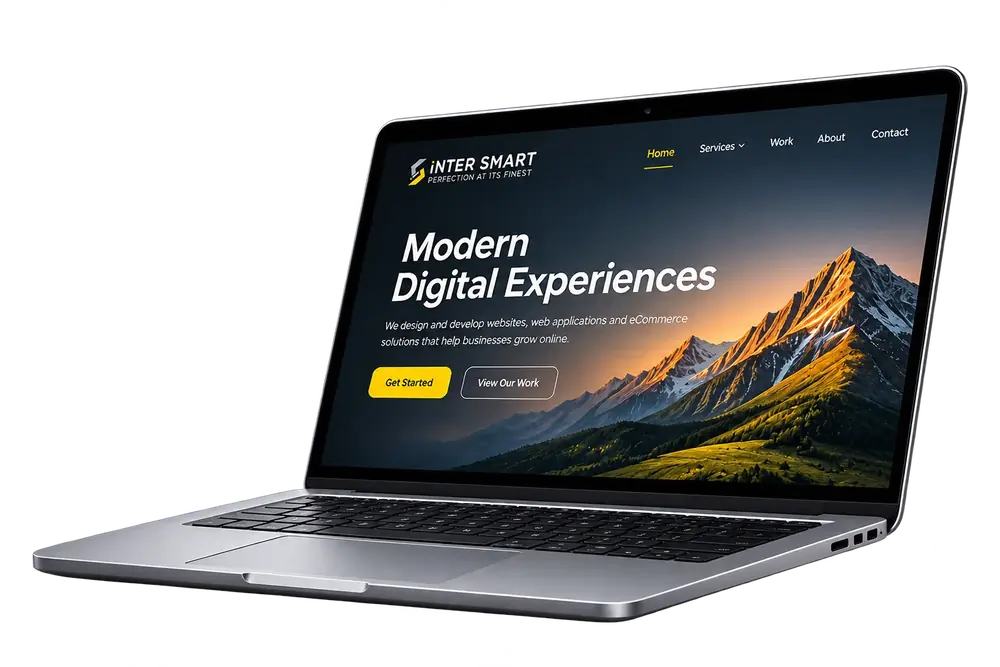 iNTER SMART
PERFECTION AT ITS FINEST
Home
Services
Work
About
Contact
Modern
Digital Experiences
We design and develop websites, web applications and eCommerce
solutions that help businesses grow online.
Get Started
View Our Work